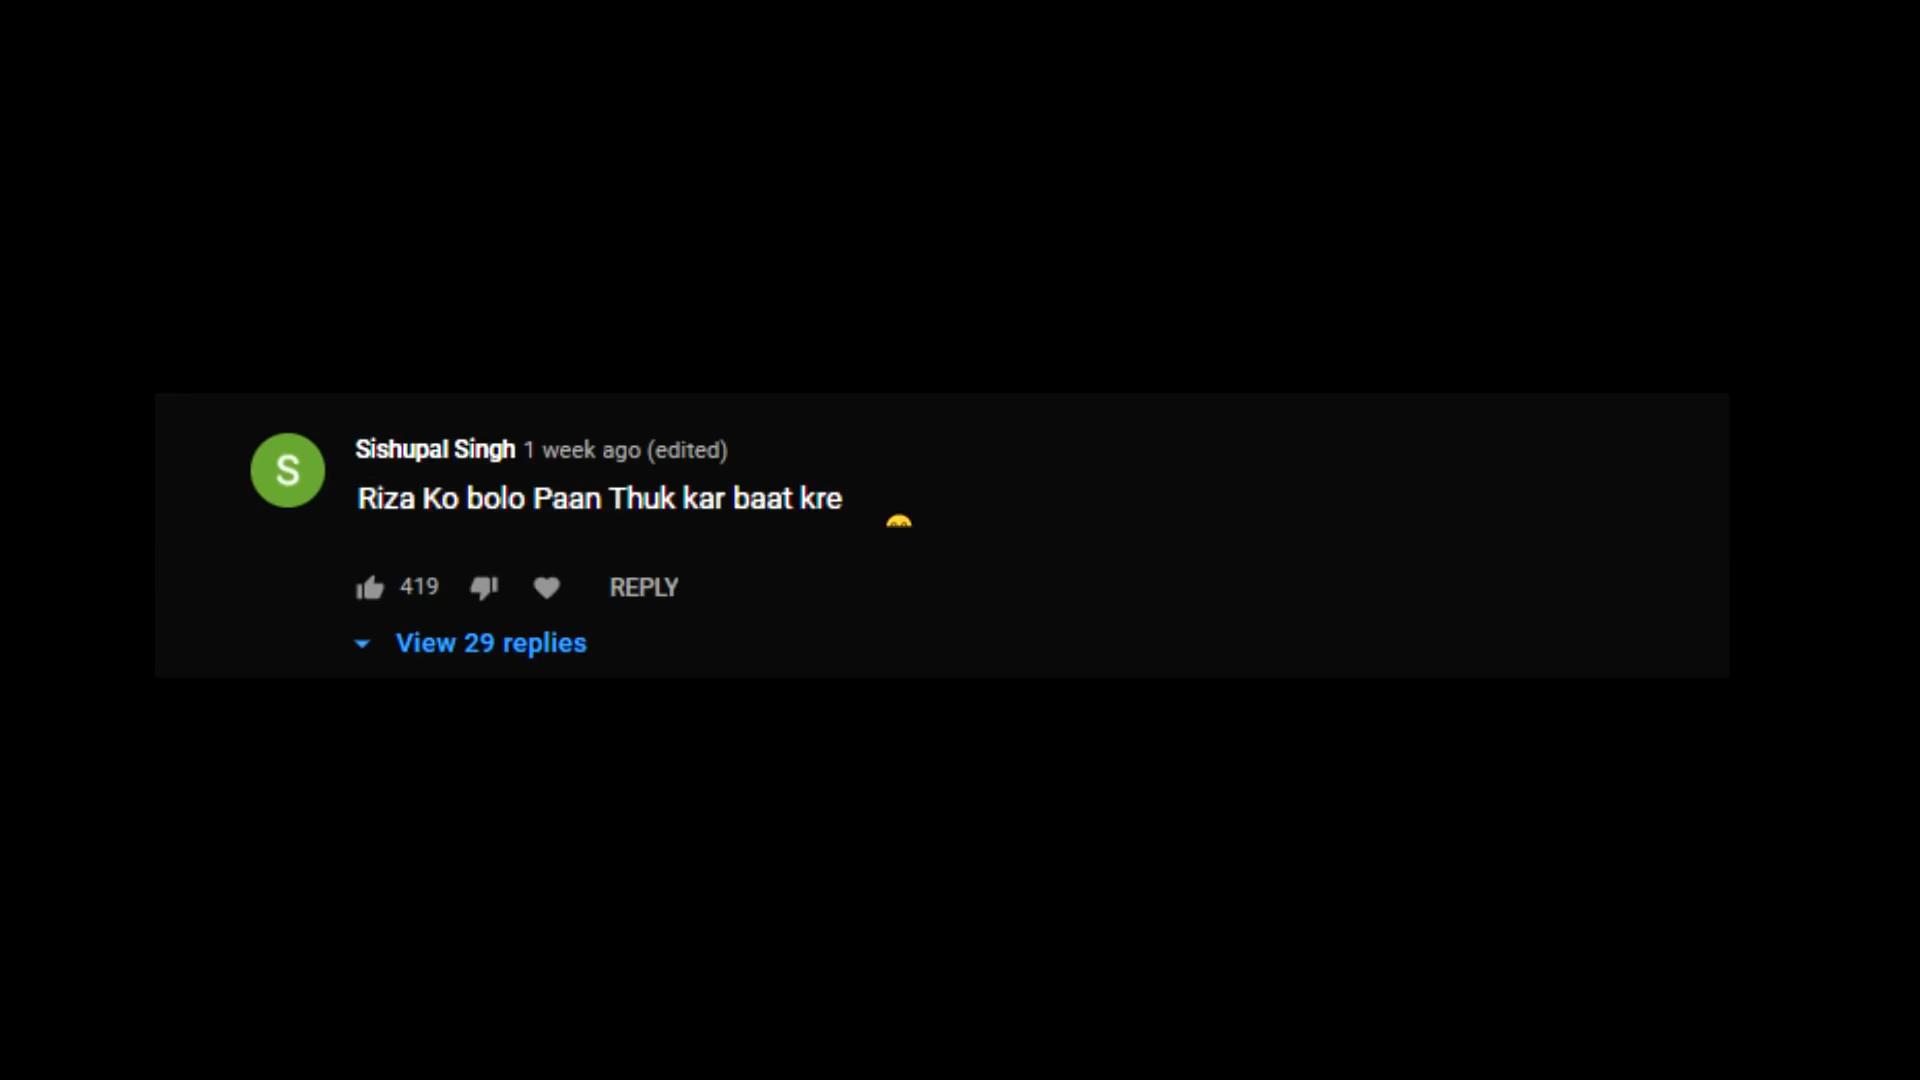 S
Sishupal Singh 1 week ago (edited)
Riza Ko bolo Paan Thuk kar baat kre
419 REPLY
View 29 replies